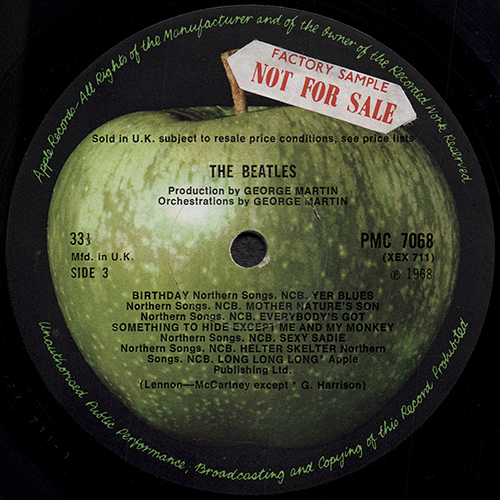 Apple Records-All Rights of the Manufacturer and of the Owner of the Recorded Work Reserved
FACTORY SAMPLE
NOT FOR SALE
Sold in U.K. subject to resale price conditions, see price lists
THE BEATLES
Production by GEORGE MARTIN
Orchestrations by GEORGE MARTIN
33⅓
PMC 7068
Mfd. in U.K.
(XEX 711)
SIDE 3
℗ 1968
BIRTHDAY Northern Songs. NCB. YER BLUES
Northern Songs. NCB. MOTHER NATURE'S SON
Northern Songs. NCB. EVERYBODY'S GOT
SOMETHING TO HIDE EXCEPT ME AND MY MONKEY
Northern Songs. NCB. SEXY SADIE
Northern Songs. NCB. HELTER SKELTER Northern
Songs. NCB. LONG LONG LONG* Apple
Publishing Ltd.
(Lennon—McCartney except * G. Harrison)
Unauthorised Public Performance, Broadcasting and Copying of this Record Prohibited